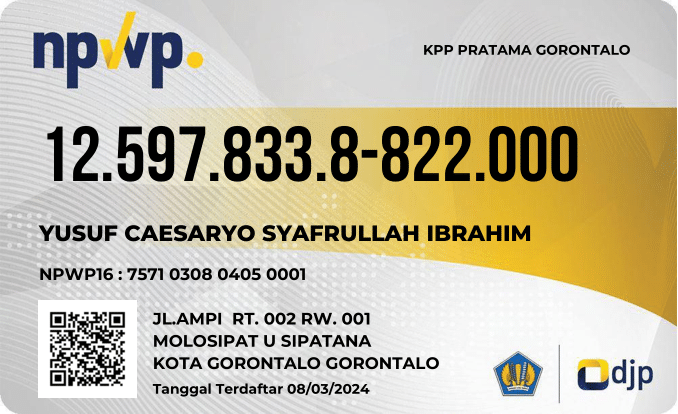 npwp.
KPP PRATAMA GORONTALO
12.597.833.8-822.000
YUSUF CAESARYO SYAFRULLAH IBRAHIM
NPWP16 : 7571 0308 0405 0001
JL.AMPI RT. 002 RW. 001
MOLOSIPAT U SIPATANA
KOTA GORONTALO GORONTALO
Tanggal Terdaftar 08/03/2024
djp